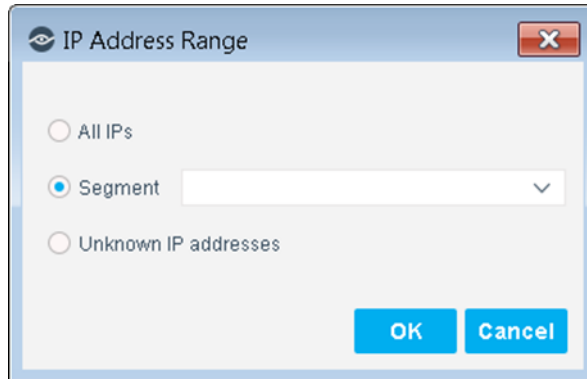 IP Address Range
All IPs
Segment
Unknown IP addresses
OK Cancel